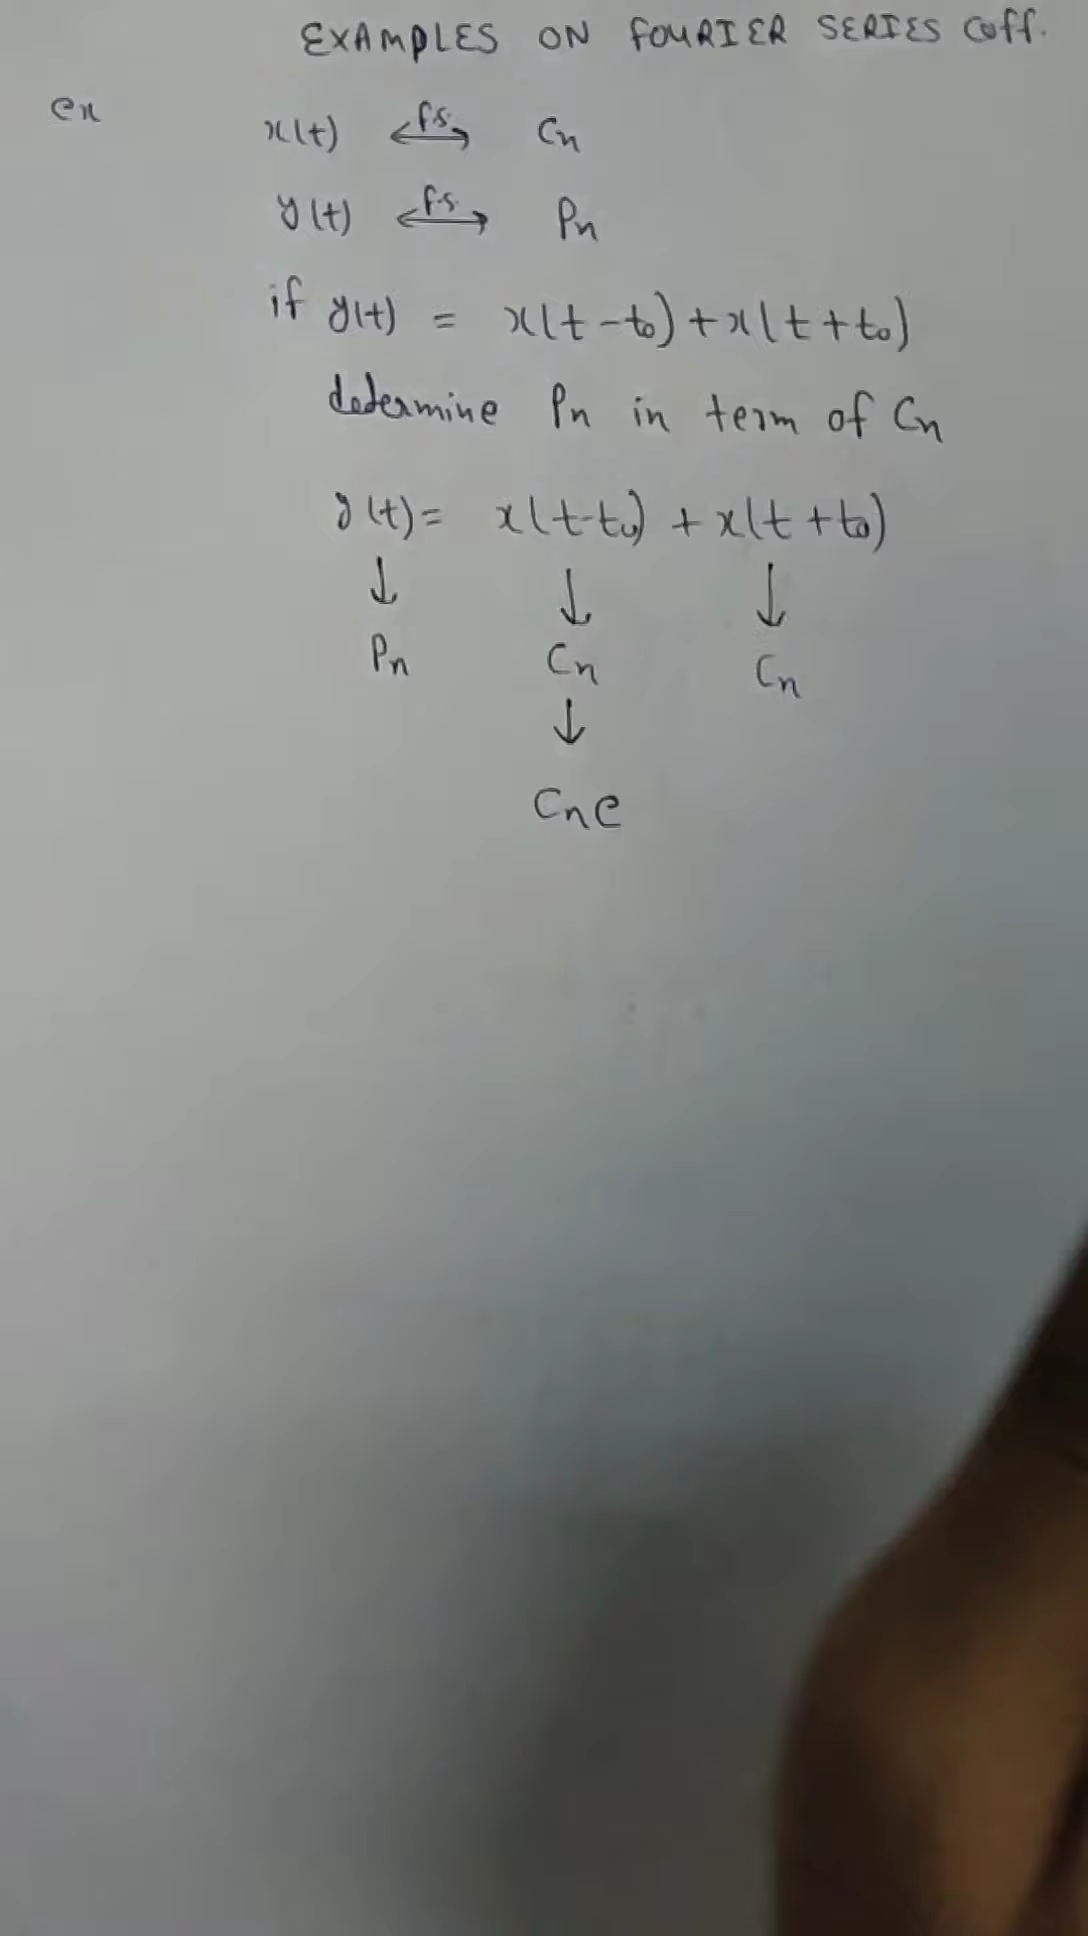 EXAMPLES ON FOURIER SERIES Coff.
ex x(t) <-f.s.-> Cn
y(t) <-f.s.-> Pn
if y(t) = x(t-t₀) + x(t+t₀)
determine Pn in term of Cn
y(t) = x(t-t₀) + x(t+t₀)
↓ ↓ ↓
Pn Cn Cn
↓
Cne